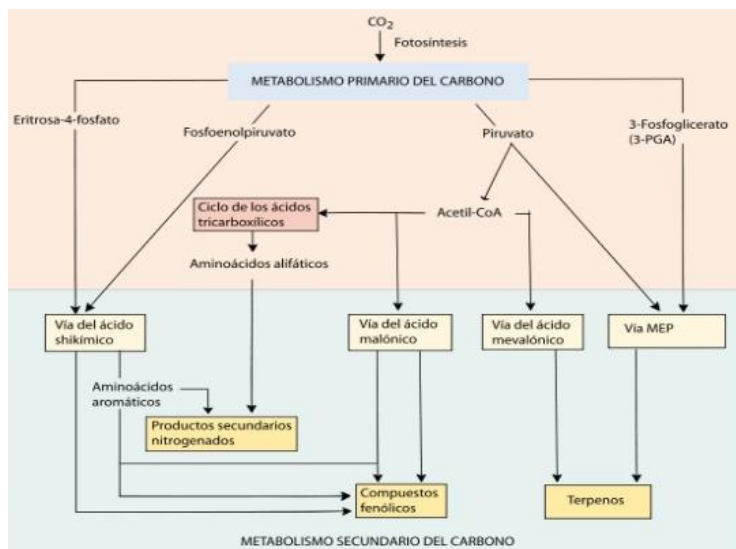 CO2
Fotosíntesis
METABOLISMO PRIMARIO DEL CARBONO
Eritrosa-4-fosfato
Fosfoenolpiruvato
Piruvato
3-Fosfoglicerato
(3-PGA)
Ciclo de los ácidos
tricarboxílicos
Acetil-CoA
Aminoácidos alifáticos
Vía del ácido
shikímico
Vía del ácido
malónico
Vía del ácido
mevalónico
Vía MEP
Aminoácidos
aromáticos
Productos secundarios
nitrogenados
Compuestos
fenólicos
Terpenos
METABOLISMO SECUNDARIO DEL CARBONO